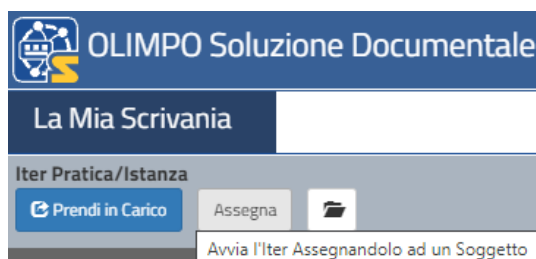 OLIMPO Soluzione Documentale
La Mia Scrivania
Iter Pratica/Istanza
Prendi in Carico Assegna
Avvia l'Iter Assegnandolo ad un Soggetto